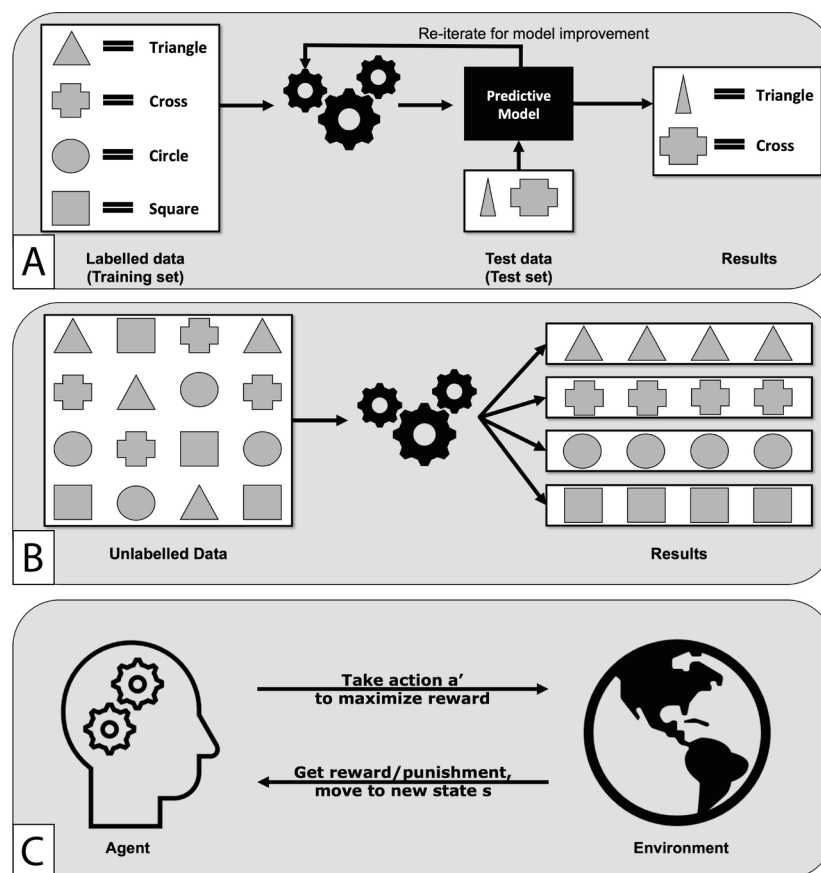 Re-iterate for model improvement
Triangle
Cross
Circle
Square
Predictive
Model
Triangle
Cross
A
Labelled data
(Training set)
Test data
(Test set)
Results
B
Unlabelled Data
Results
Take action a’
to maximize reward
Get reward/punishment,
move to new state s
C
Agent
Environment